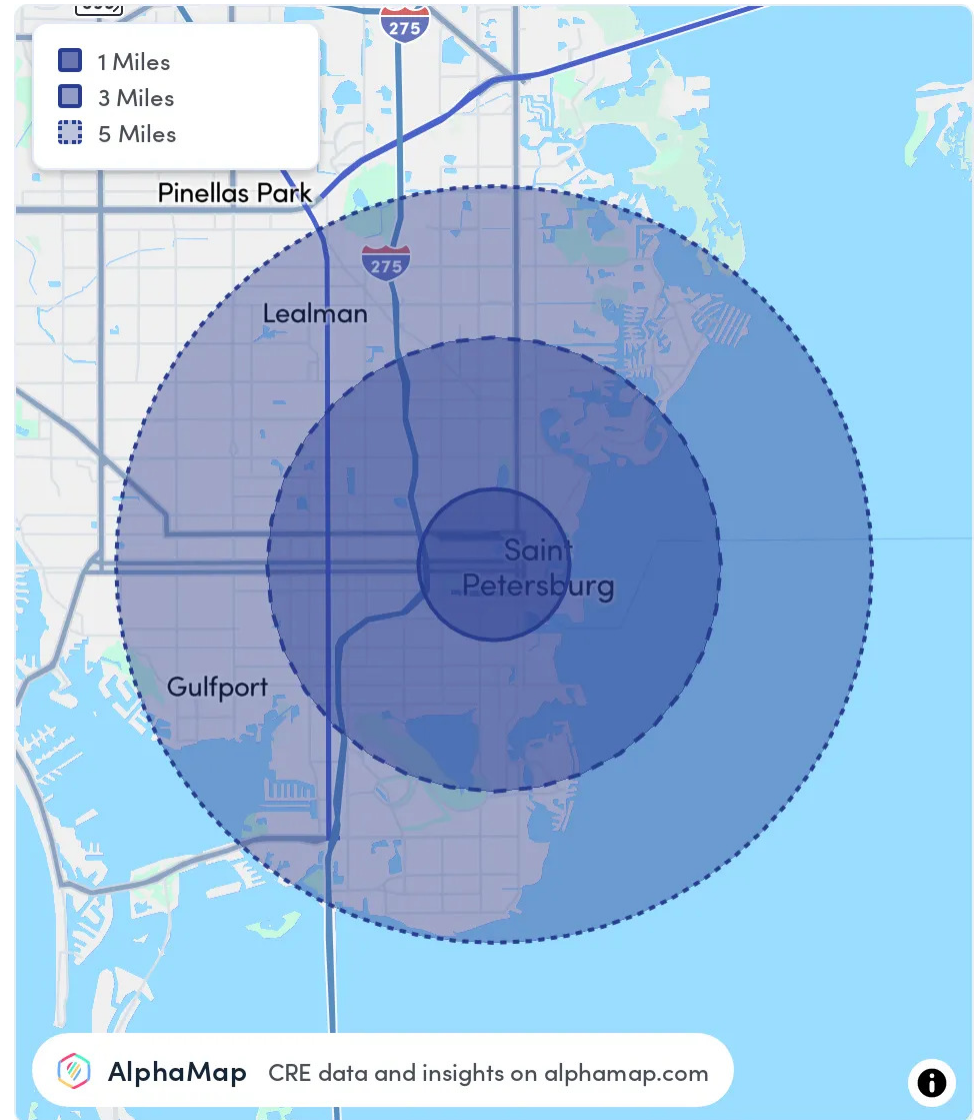 275
1 Miles
3 Miles
5 Miles
Pinellas Park
275
Lealman
Saint
Petersburg
Gulfport
AlphaMap CRE data and insights on alphamap.com